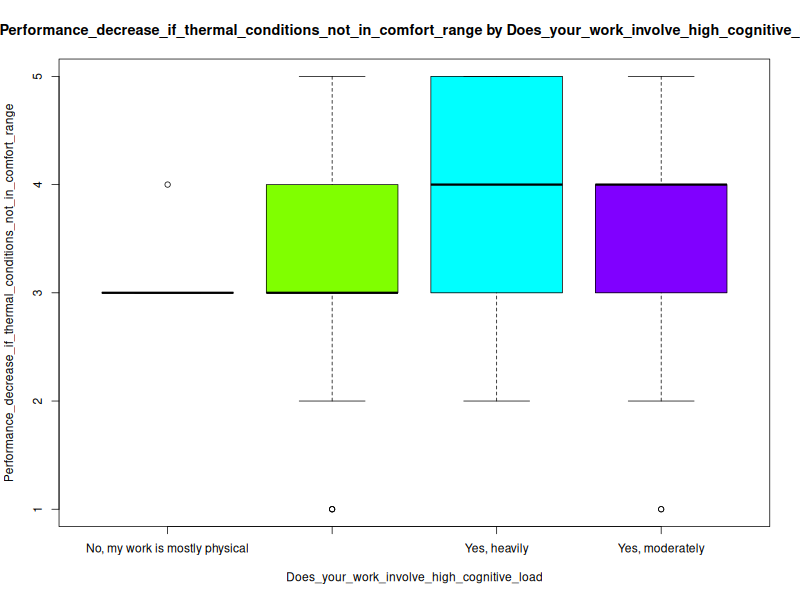 Performance_decrease_if_thermal_conditions_not_in_comfort_range by Does_your_work_involve_high_cognitive_
Performance_decrease_if_thermal_conditions_not_in_comfort_range
5
4
3
2
1
No, my work is mostly physical
Yes, heavily
Yes, moderately
Does_your_work_involve_high_cognitive_load